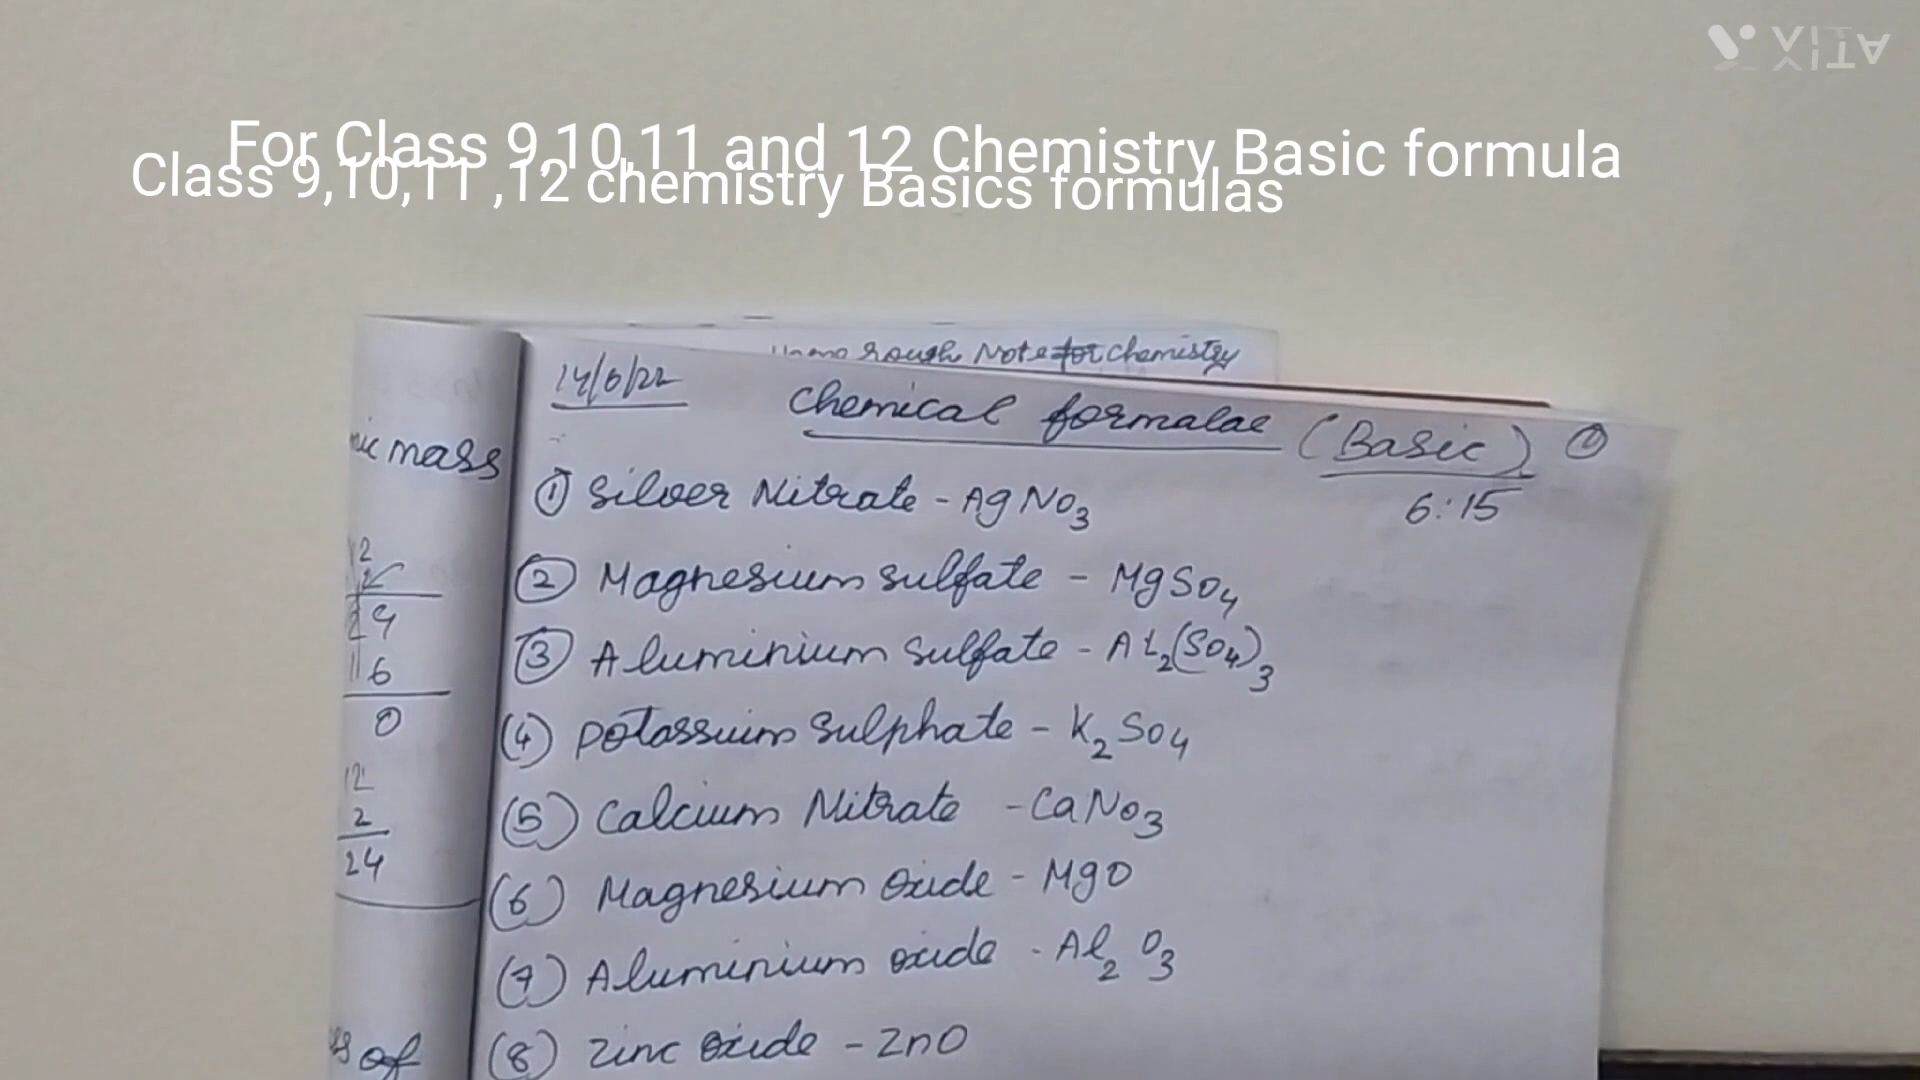 VITA
For Class 9,10,11 and 12 Chemistry Basic formula
Class 9,10,11 ,12 chemistry Basics formulas
rough Note for chemistry
14/6/22
Chemical formalae (Basic) ①
6:15
① Silver Nitrate - AgNO3
② Magnesium sulfate - MgSO4
③ Aluminium sulfate - AL2(SO4)3
(4) potassium sulphate - K2SO4
(5) Calcium Nitrate - CaNO3
(6) Magnesium Oxide - MgO
(7) Aluminium oxide - Al2O3
(8) Zinc oxide - ZnO
mass
2
24
16
0
12
2
24
of